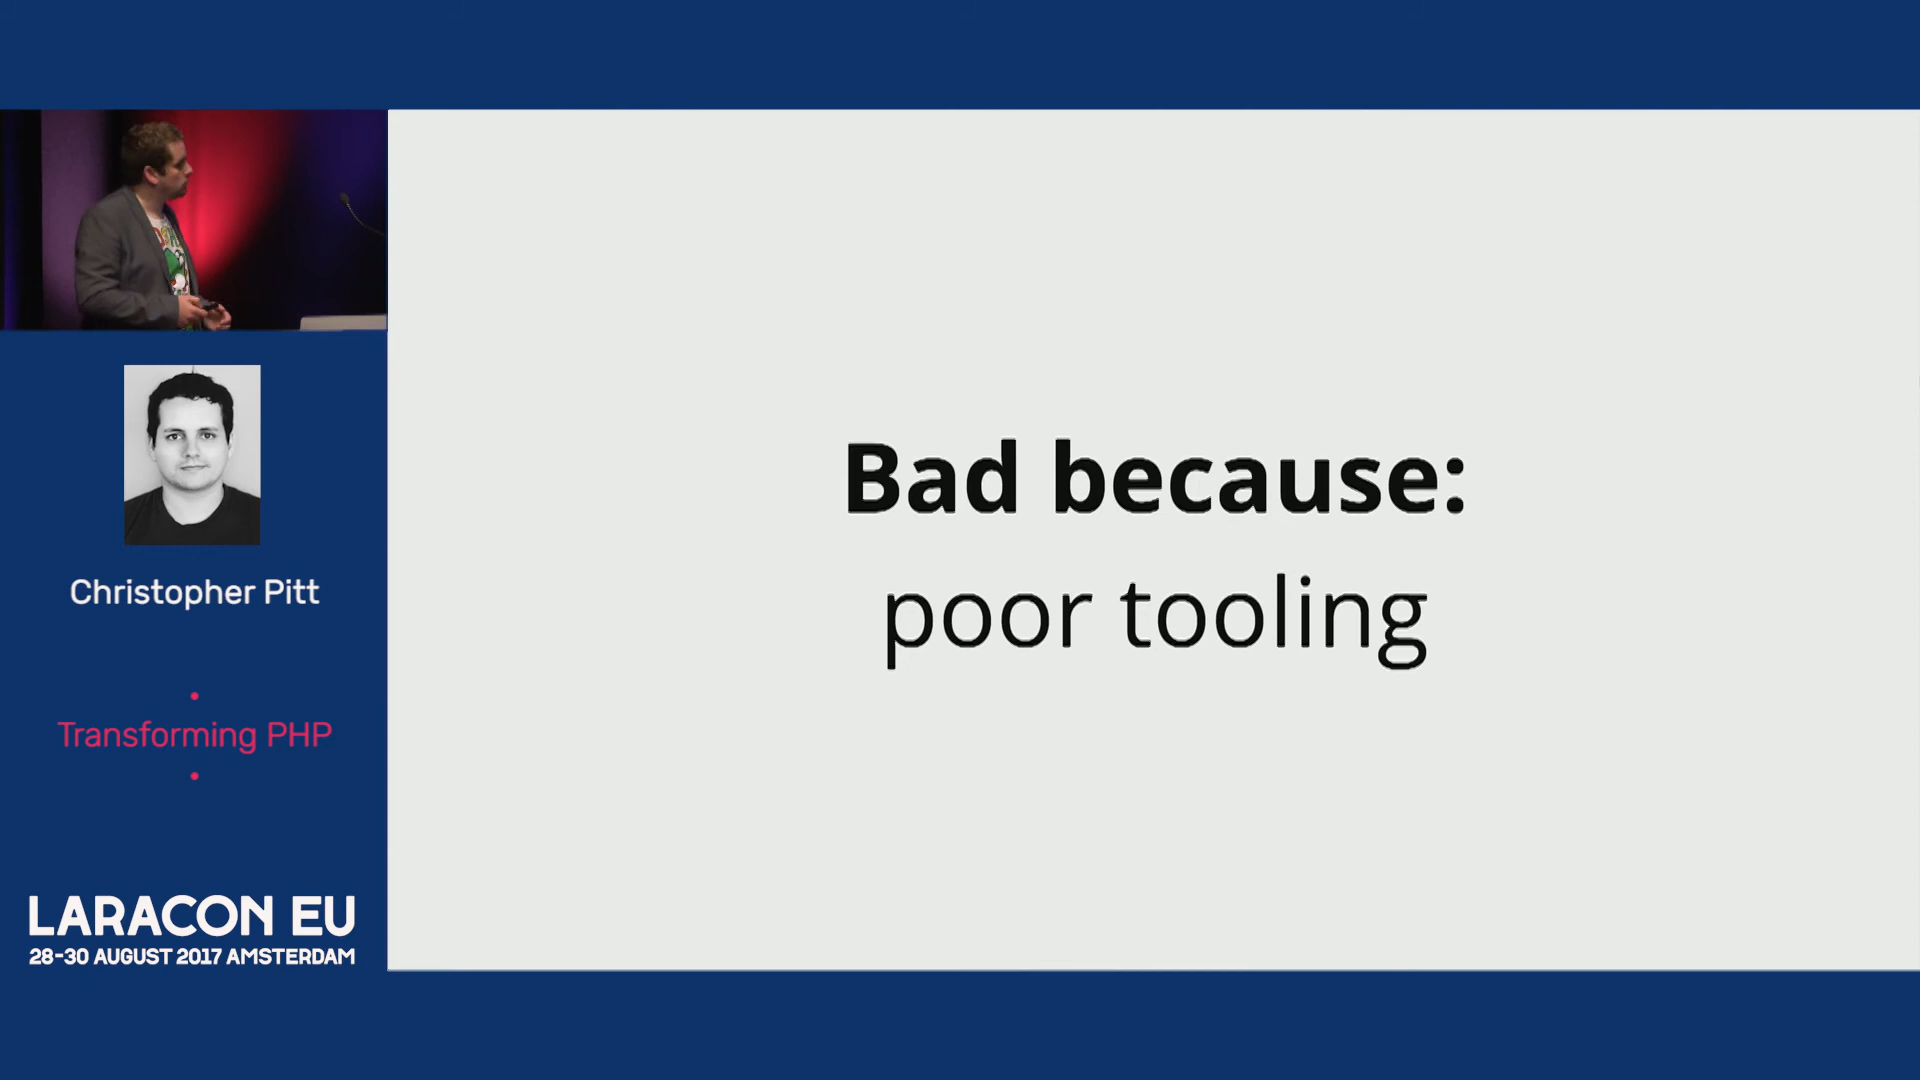 Bad because:
poor tooling
Christopher Pitt
Transforming PHP
LARACON EU
28-30 AUGUST 2017 AMSTERDAM